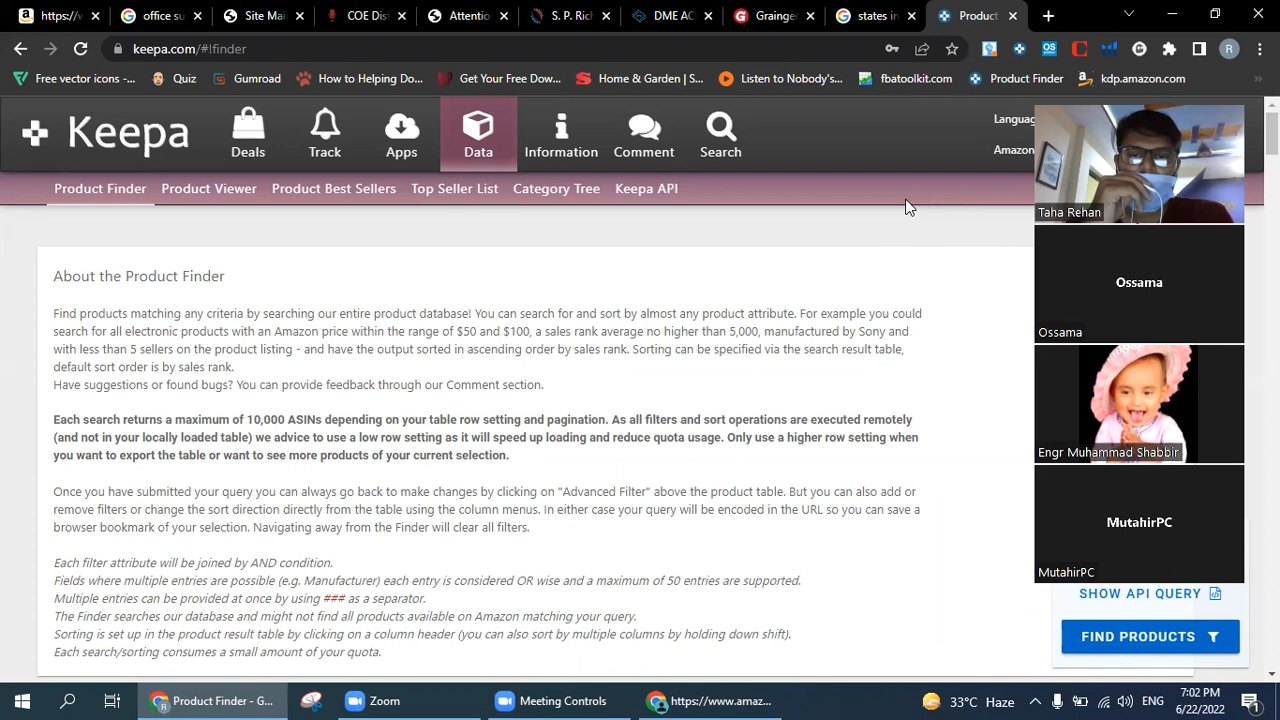 https://w
office su
Site Mai
COE Dis
Attentio
S. P. Rich
DME AC
Grainger
states in
Product
keepa.com/#!finder
Free vector icons -...
Quiz
Gumroad
How to Helping Do...
Get Your Free Dow...
Home & Garden | S...
Listen to Nobody's...
fbatoolkit.com
Product Finder
kdp.amazon.com
Keepa
Deals
Track
Apps
Data
Information
Comment
Search
Languag
Amazon
Product Finder
Product Viewer
Product Best Sellers
Top Seller List
Category Tree
Keepa API
About the Product Finder
Find products matching any criteria by searching our entire product database! You can search for and sort by almost any product attribute. For example you could
search for all electronic products with an Amazon price within the range of $50 and $100, a sales rank average no higher than 5,000, manufactured by Sony and
with less than 5 sellers on the product listing - and have the output sorted in ascending order by sales rank. Sorting can be specified via the search result table,
default sort order is by sales rank.
Have suggestions or found bugs? You can provide feedback through our Comment section.
Each search returns a maximum of 10,000 ASINs depending on your table row setting and pagination. As all filters and sort operations are executed remotely
(and not in your locally loaded table) we advice to use a low row setting as it will speed up loading and reduce quota usage. Only use a higher row setting when
you want to export the table or want to see more products of your current selection.
Once you have submitted your query you can always go back to make changes by clicking on "Advanced Filter" above the product table. But you can also add or
remove filters or change the sort direction directly from the table using the column menus. In either case your query will be encoded in the URL so you can save a
browser bookmark of your selection. Navigating away from the Finder will clear all filters.
Each filter attribute will be joined by AND condition.
Fields where multiple entries are possible (e.g. Manufacturer) each entry is considered OR wise and a maximum of 50 entries are supported.
Multiple entries can be provided at once by using ### as a separator.
The Finder searches our database and might not find all products available on Amazon matching your query.
Sorting is set up in the product result table by clicking on a column header (you can also sort by multiple columns by holding down shift).
Each search/sorting consumes a small amount of your quota.
Taha Rehan
Ossama
Ossama
Engr Muhammad Shabbir
MutahirPC
MutahirPC
SHOW API QUERY
FIND PRODUCTS
Product Finder - G...
Zoom
Meeting Controls
https://www.amaz...
33°C Haze
ENG
7:02 PM
6/22/2022